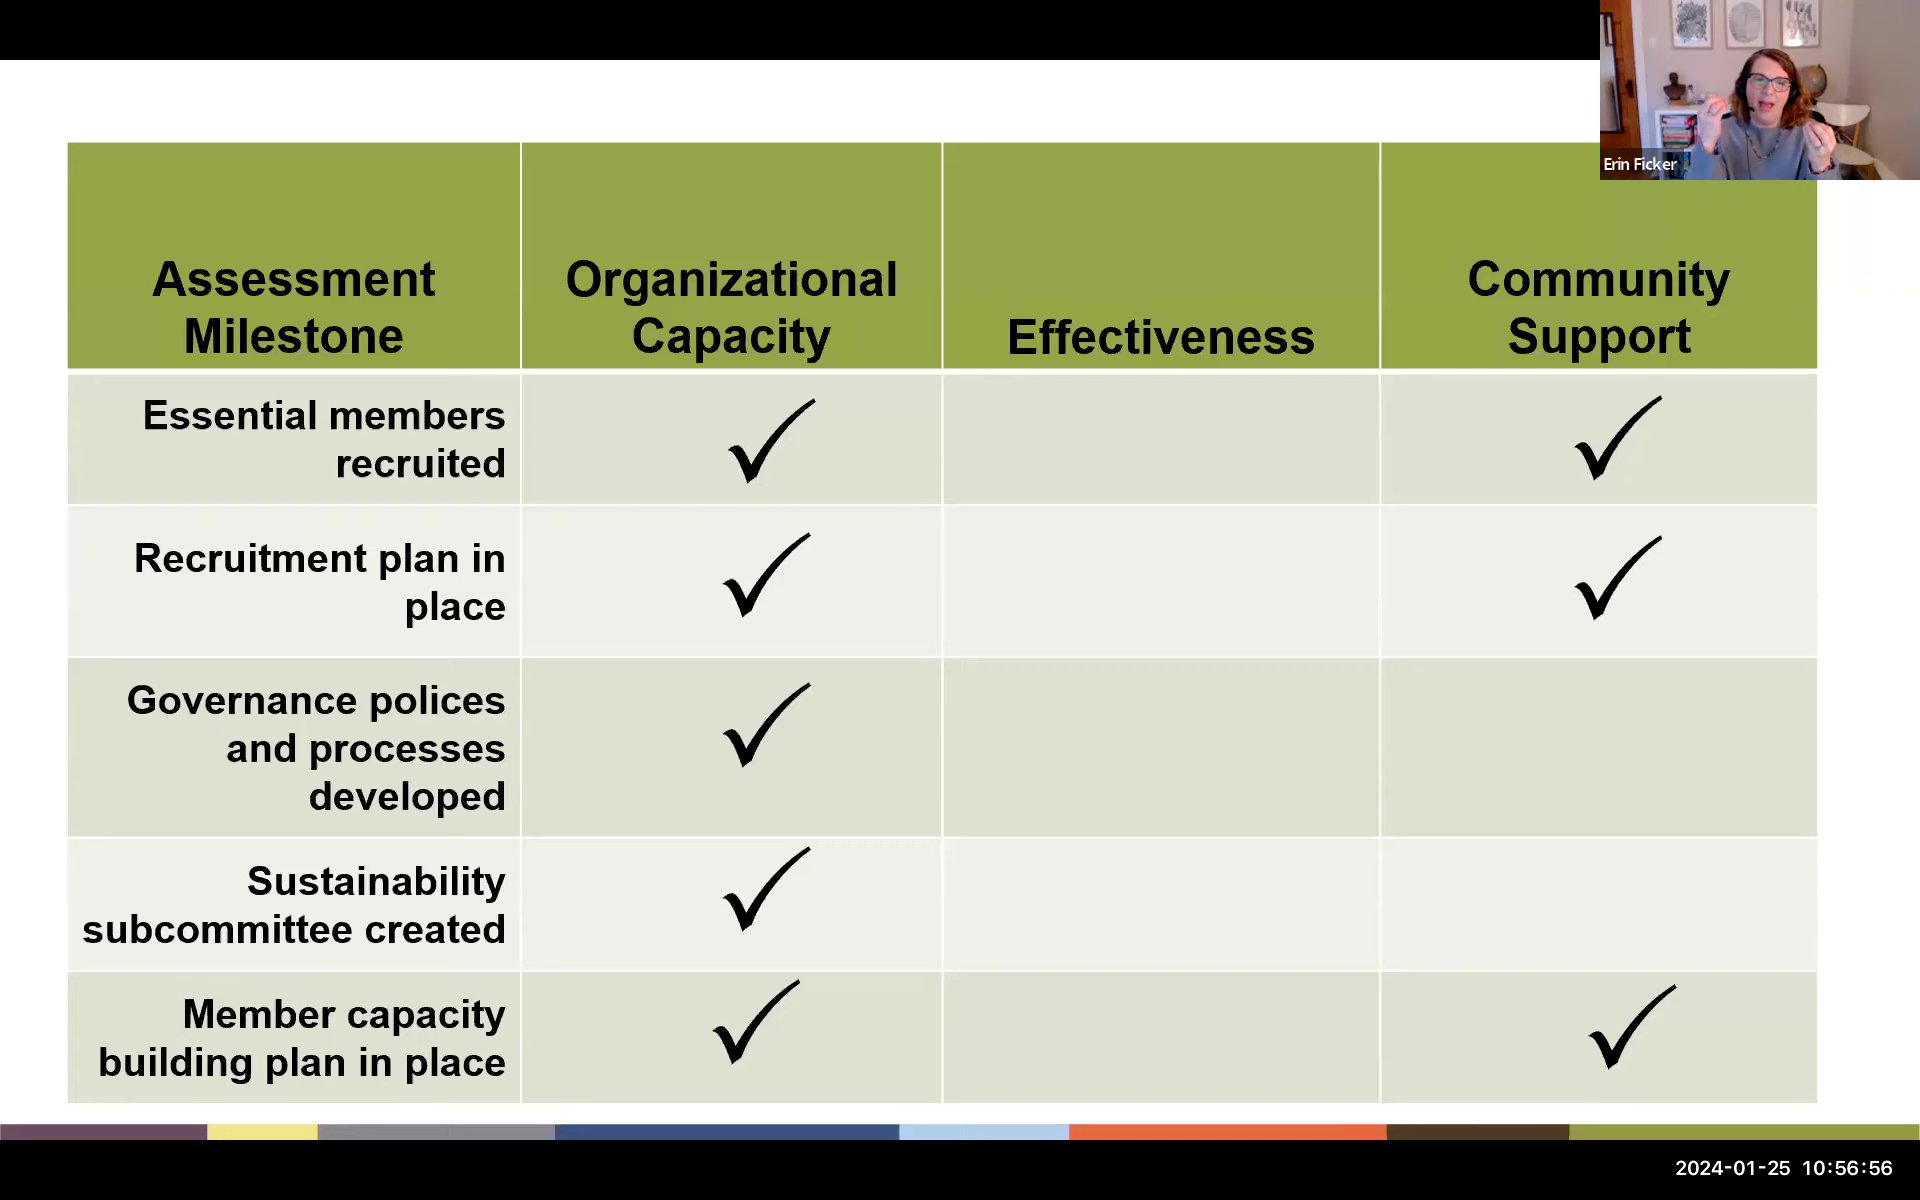 Erin Ficker
Assessment
Milestone
Organizational
Capacity
Effectiveness
Community
Support
Essential members
recruited
Recruitment plan in
place
Governance polices
and processes
developed
Sustainability
subcommittee created
Member capacity
building plan in place
2024-01-25 10:56:56